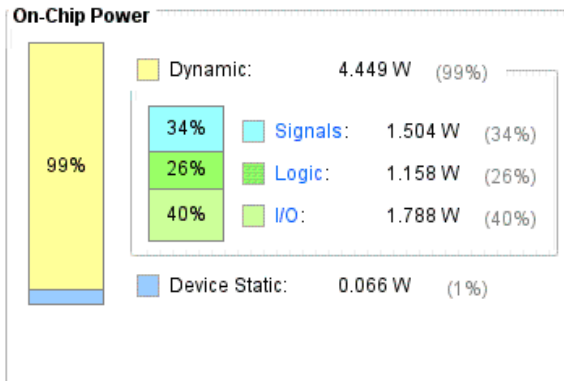 On-Chip Power
Dynamic: 4.449 W (99%)
34% Signals: 1.504 W (34%)
99% 26% Logic: 1.158 W (26%)
40% I/O: 1.788 W (40%)
Device Static: 0.066 W (1%)